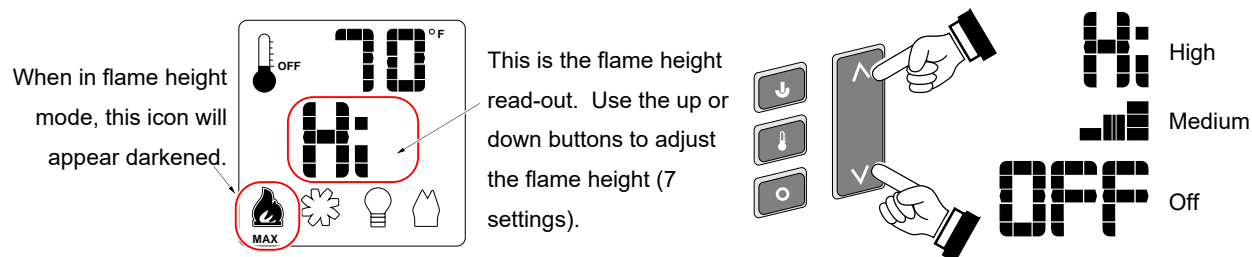 When in flame height
mode, this icon will
appear darkened.
OFF
70°F
Hi
MAX
This is the flame height
read-out. Use the up or
down buttons to adjust
the flame height (7
settings).
Hi
High
Medium
OFF
Off